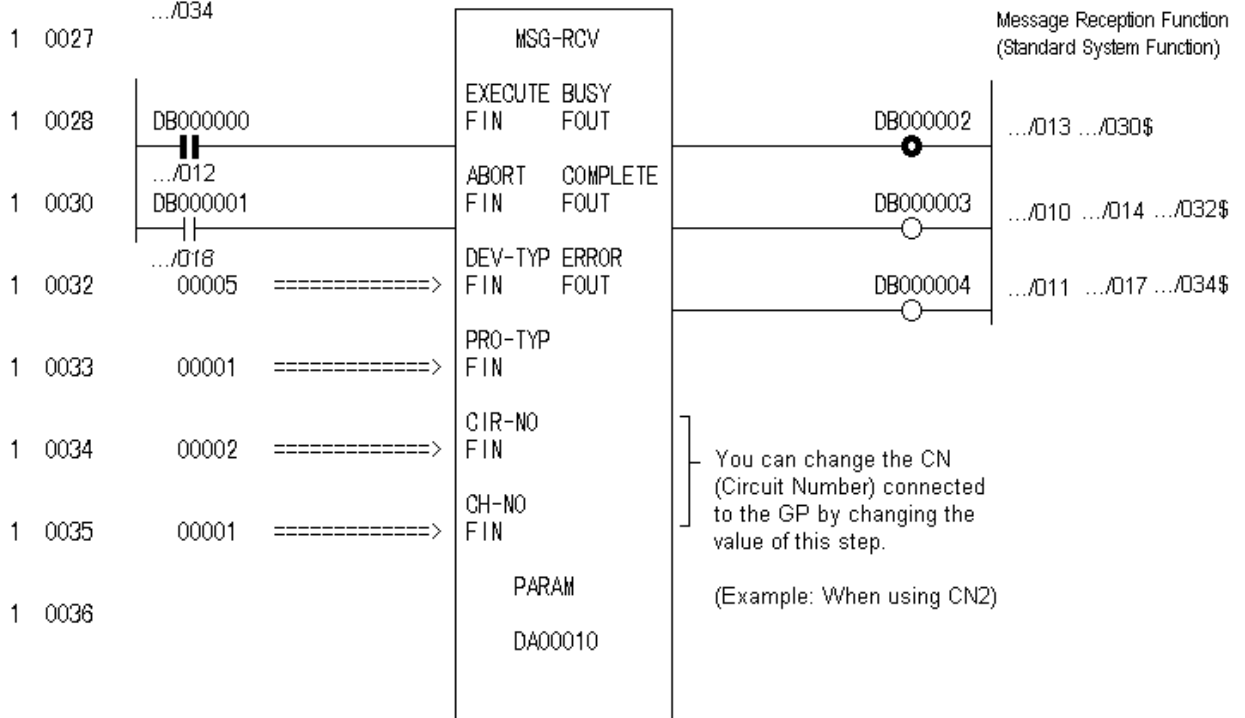 .../034
1 0027 MSG-RCV Message Reception Function
(Standard System Function)
EXECUTE BUSY
1 0028 DB000000 FIN FOUT DB000002 .../013 .../030$
.../012 ABORT COMPLETE
1 0030 DB000001 FIN FOUT DB000003 .../010 .../014 .../032$
.../018 DEV-TYP ERROR
1 0032 00005 =============> FIN FOUT DB000004 .../011 .../017 .../034$
PRO-TYP
1 0033 00001 =============> FIN
CIR-NO
1 0034 00002 =============> FIN
You can change the CN
(Circuit Number) connected
to the GP by changing the
value of this step.
CH-NO
1 0035 00001 =============> FIN
PARAM
(Example: When using CN2)
1 0036
DA00010